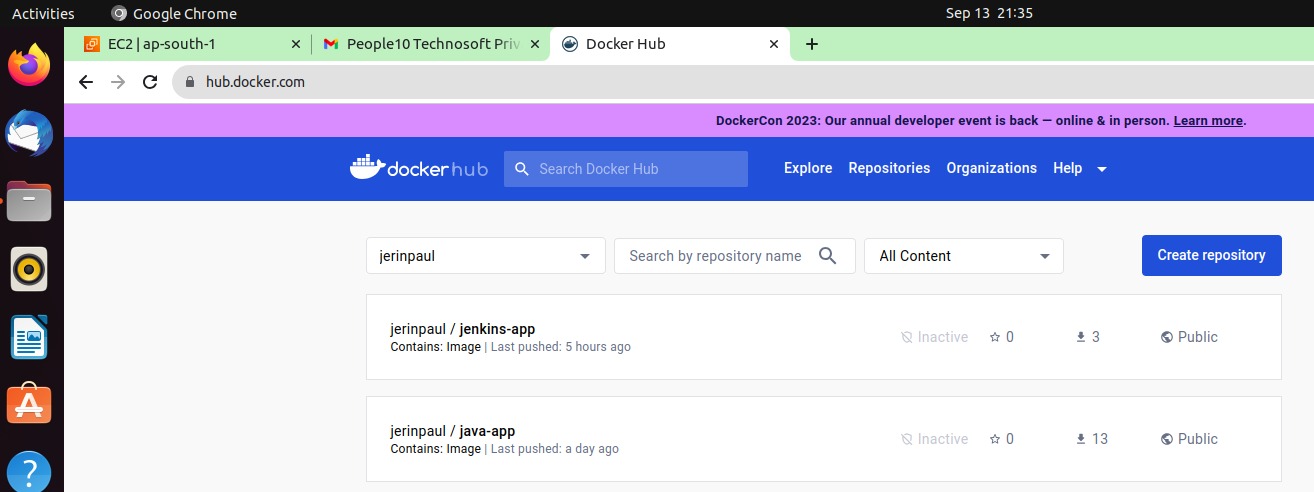 Activities Google Chrome Sep 13 21:35
EC2 | ap-south-1 People10 Technosoft Priv Docker Hub
hub.docker.com
DockerCon 2023: Our annual developer event is back — online & in person. Learn more.
dockerhub Search Docker Hub Explore Repositories Organizations Help
jerinpaul Search by repository name All Content Create repository
jerinpaul / jenkins-app
Inactive 0 3 Public
Contains: Image | Last pushed: 5 hours ago
jerinpaul / java-app
Inactive 0 13 Public
Contains: Image | Last pushed: a day ago